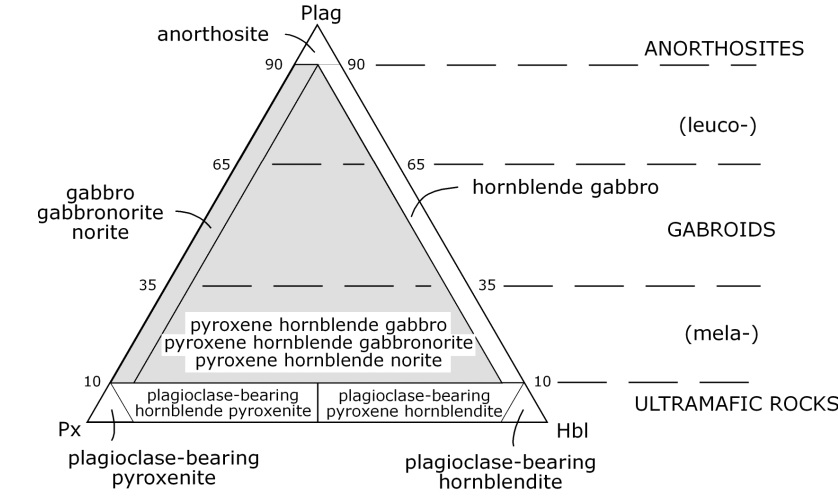 Plag
anorthosite
ANORTHOSITES
90
90
(leuco-)
65
65
gabbro
gabbronorite
norite
hornblende gabbro
GABROIDS
35
35
pyroxene hornblende gabbro
pyroxene hornblende gabbronorite
pyroxene hornblende norite
(mela-)
10
10
plagioclase-bearing
hornblende pyroxenite
plagioclase-bearing
pyroxene hornblendite
ULTRAMAFIC ROCKS
Px
Hbl
plagioclase-bearing
pyroxenite
plagioclase-bearing
hornblendite